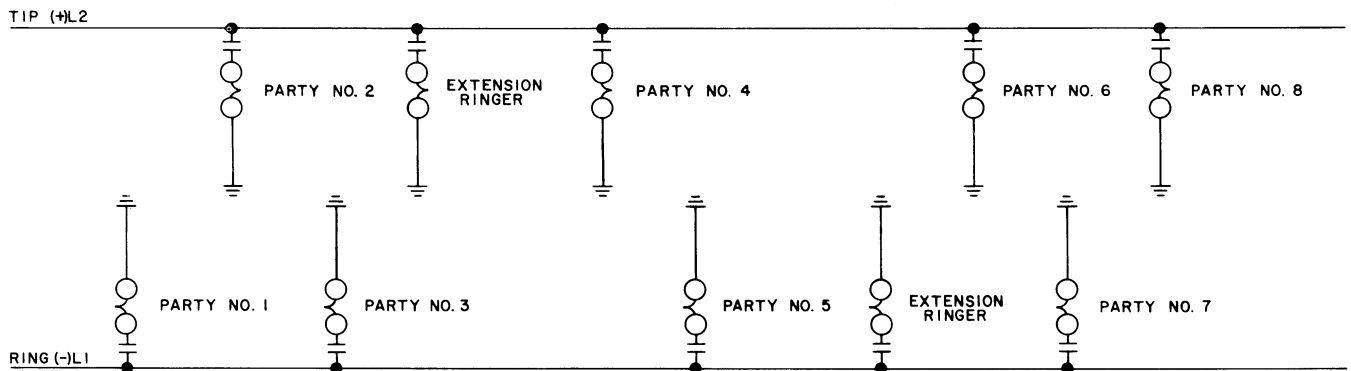 TIP (+)L2
PARTY NO. 2
EXTENSION
RINGER
PARTY NO. 4
PARTY NO. 6
PARTY NO. 8
PARTY NO. 1
PARTY NO. 3
PARTY NO. 5
EXTENSION
RINGER
PARTY NO. 7
RING (-)L1